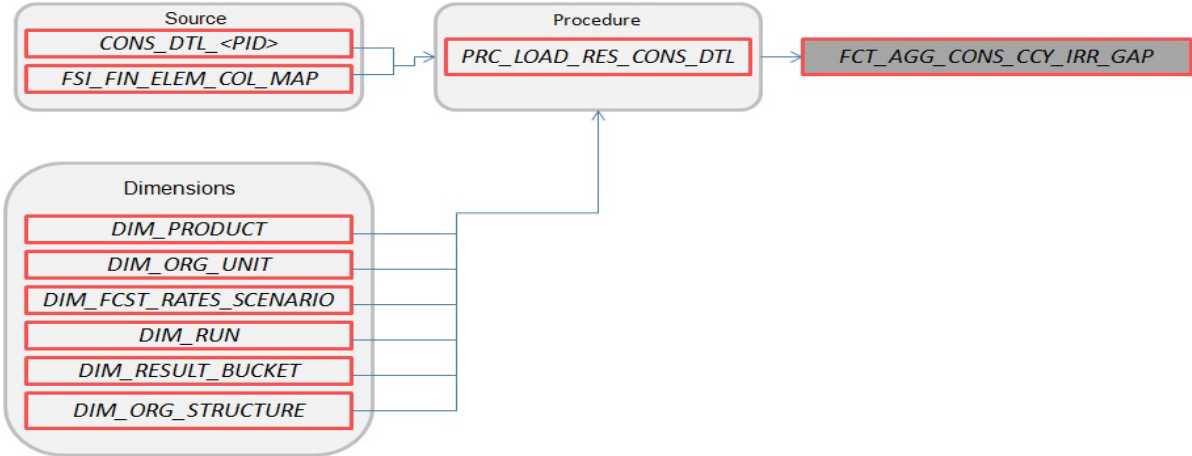 Source
CONS_DTL_<PID>
FSI_FIN_ELEM_COL_MAP
Procedure
PRC_LOAD_RES_CONS_DTL
FCT_AGG_CONS_CCY_IRR_GAP
Dimensions
DIM_PRODUCT
DIM_ORG_UNIT
DIM_FCST_RATES_SCENARIO
DIM_RUN
DIM_RESULT_BUCKET
DIM_ORG_STRUCTURE